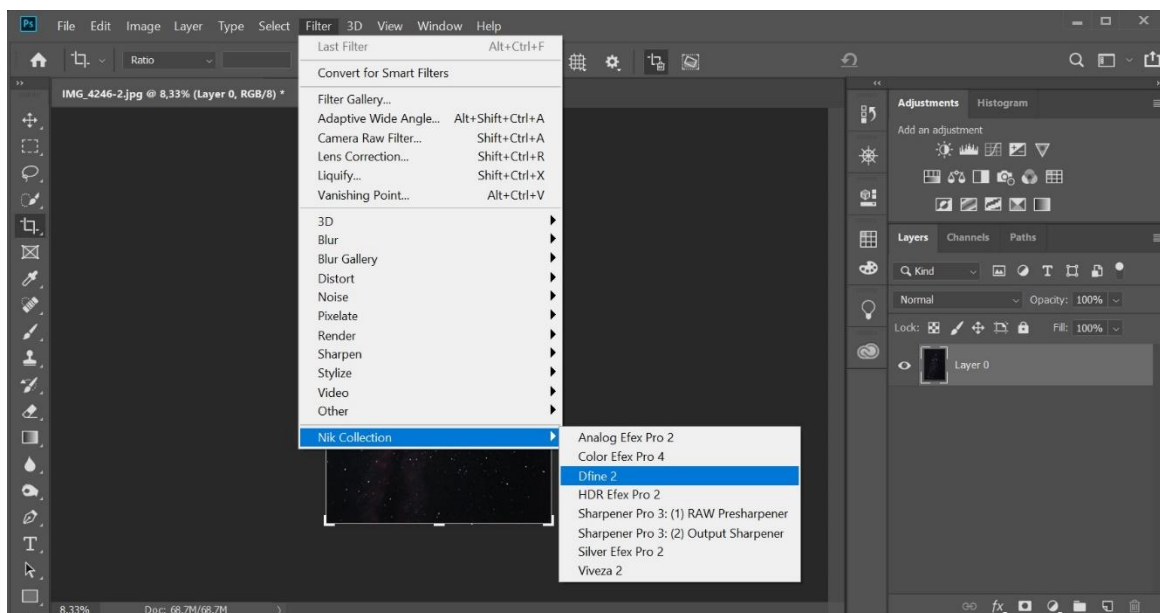 Ps File Edit Image Layer Type Select Filter 3D View Window Help
Ratio
IMG_4246-2.jpg @ 8,33% (Layer 0, RGB/8) *
Last Filter Alt+Ctrl+F
Convert for Smart Filters
Filter Gallery...
Adaptive Wide Angle... Alt+Shift+Ctrl+A
Camera Raw Filter... Shift+Ctrl+A
Lens Correction... Shift+Ctrl+R
Liquify... Shift+Ctrl+X
Vanishing Point... Alt+Ctrl+V
3D
Blur
Blur Gallery
Distort
Noise
Pixelate
Render
Sharpen
Stylize
Video
Other
Nik Collection
Analog Efex Pro 2
Color Efex Pro 4
Dfine 2
HDR Efex Pro 2
Sharpener Pro 3: (1) RAW Presharpener
Sharpener Pro 3: (2) Output Sharpener
Silver Efex Pro 2
Viveza 2
Adjustments Histogram
Add an adjustment
Layers Channels Paths
Kind
Normal Opacity: 100%
Lock: Fill: 100%
Layer 0
fx
8,33% Doc: 68,7M/68,7M